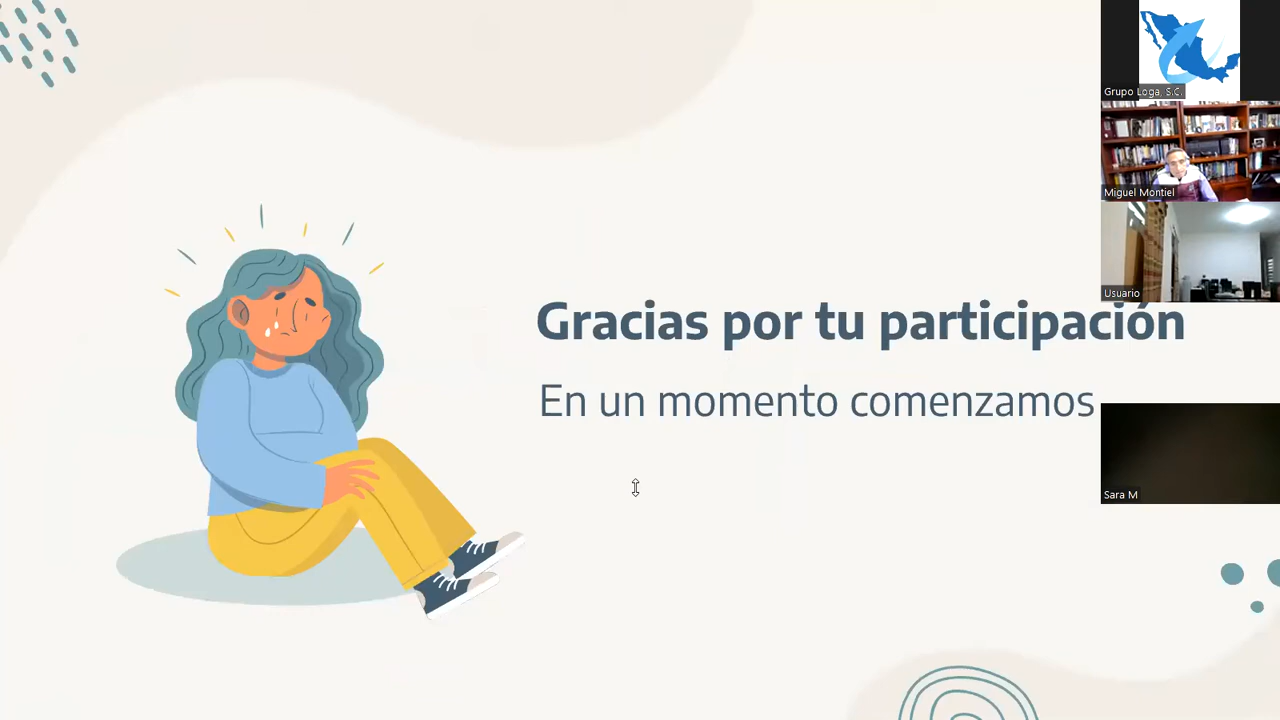 Grupo Loga, S.C.
Miguel Montiel
Usuario
Gracias por tu participación
En un momento comenzamos
Sara M